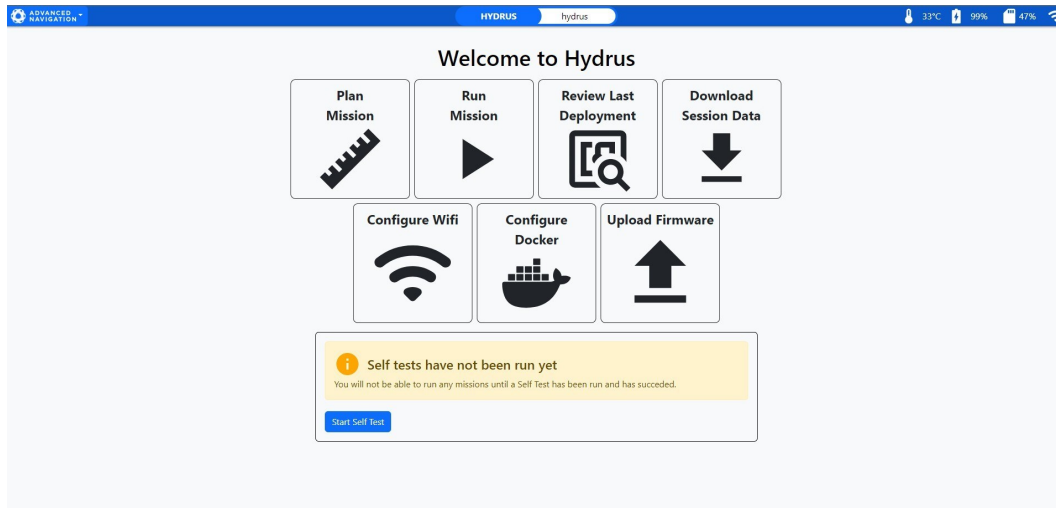 ADVANCED
NAVIGATION
HYDRUS hydrus
33°C 99% 47%
Welcome to Hydrus
Plan
Mission
Run
Mission
Review Last
Deployment
Download
Session Data
Configure Wifi
Configure
Docker
Upload Firmware
Self tests have not been run yet
You will not be able to run any missions until a Self Test has been run and has succeded.
Start Self Test